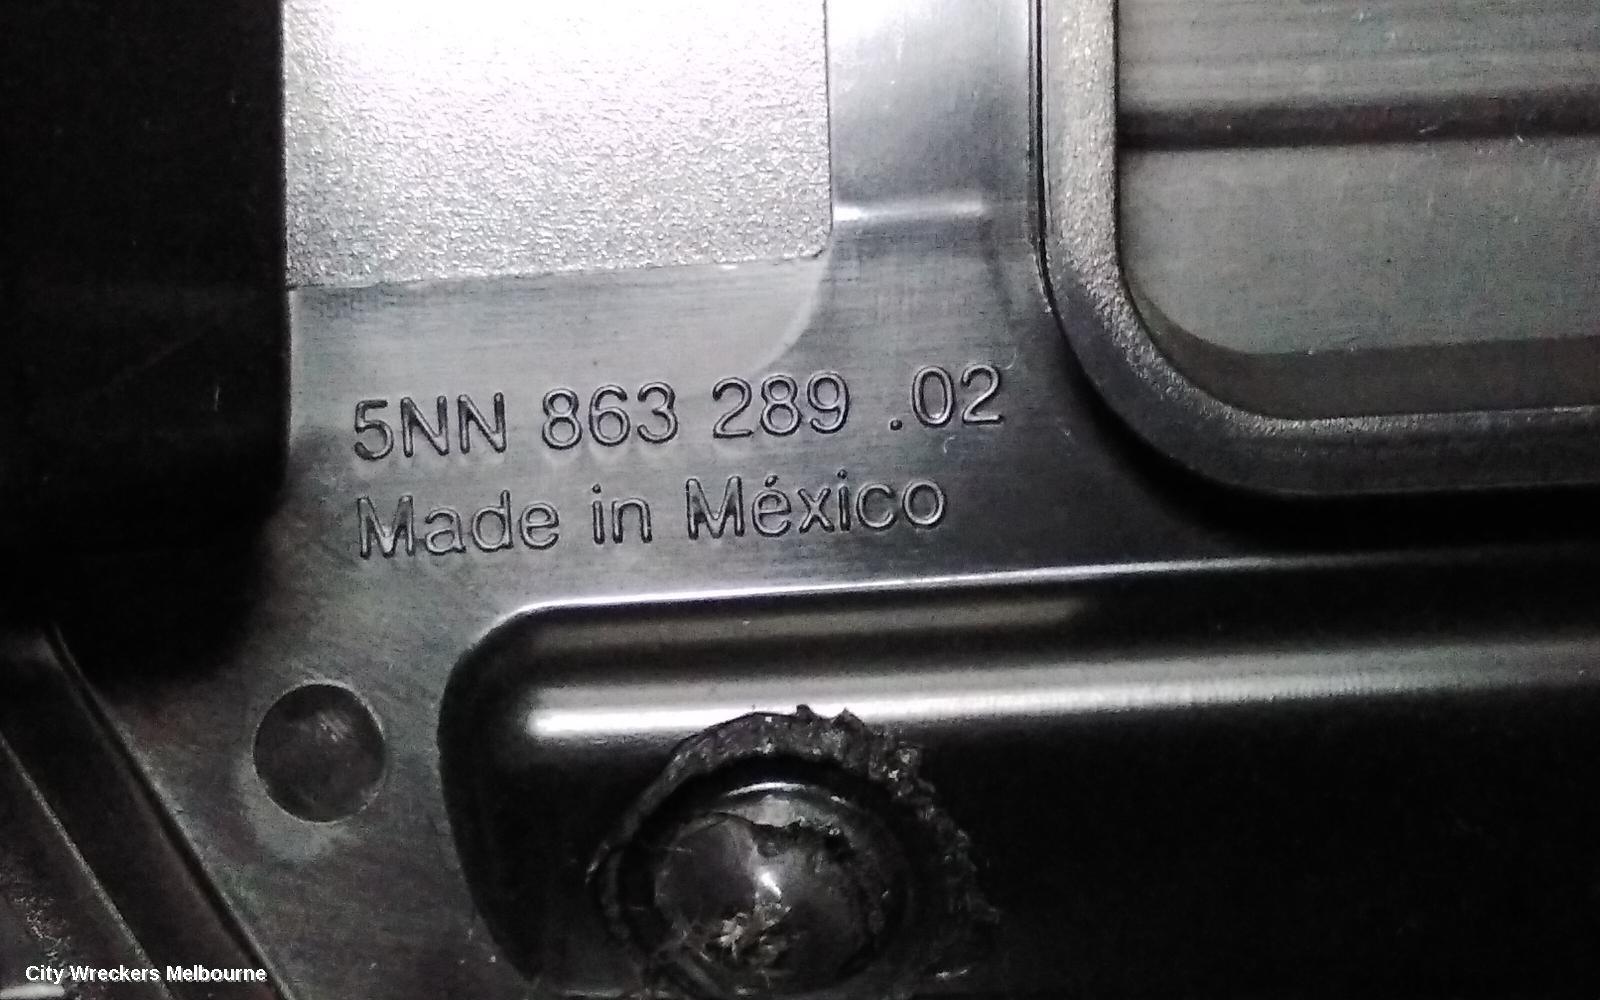 5NN 863 289 .02
Made in México
City Wreckers Melbourne